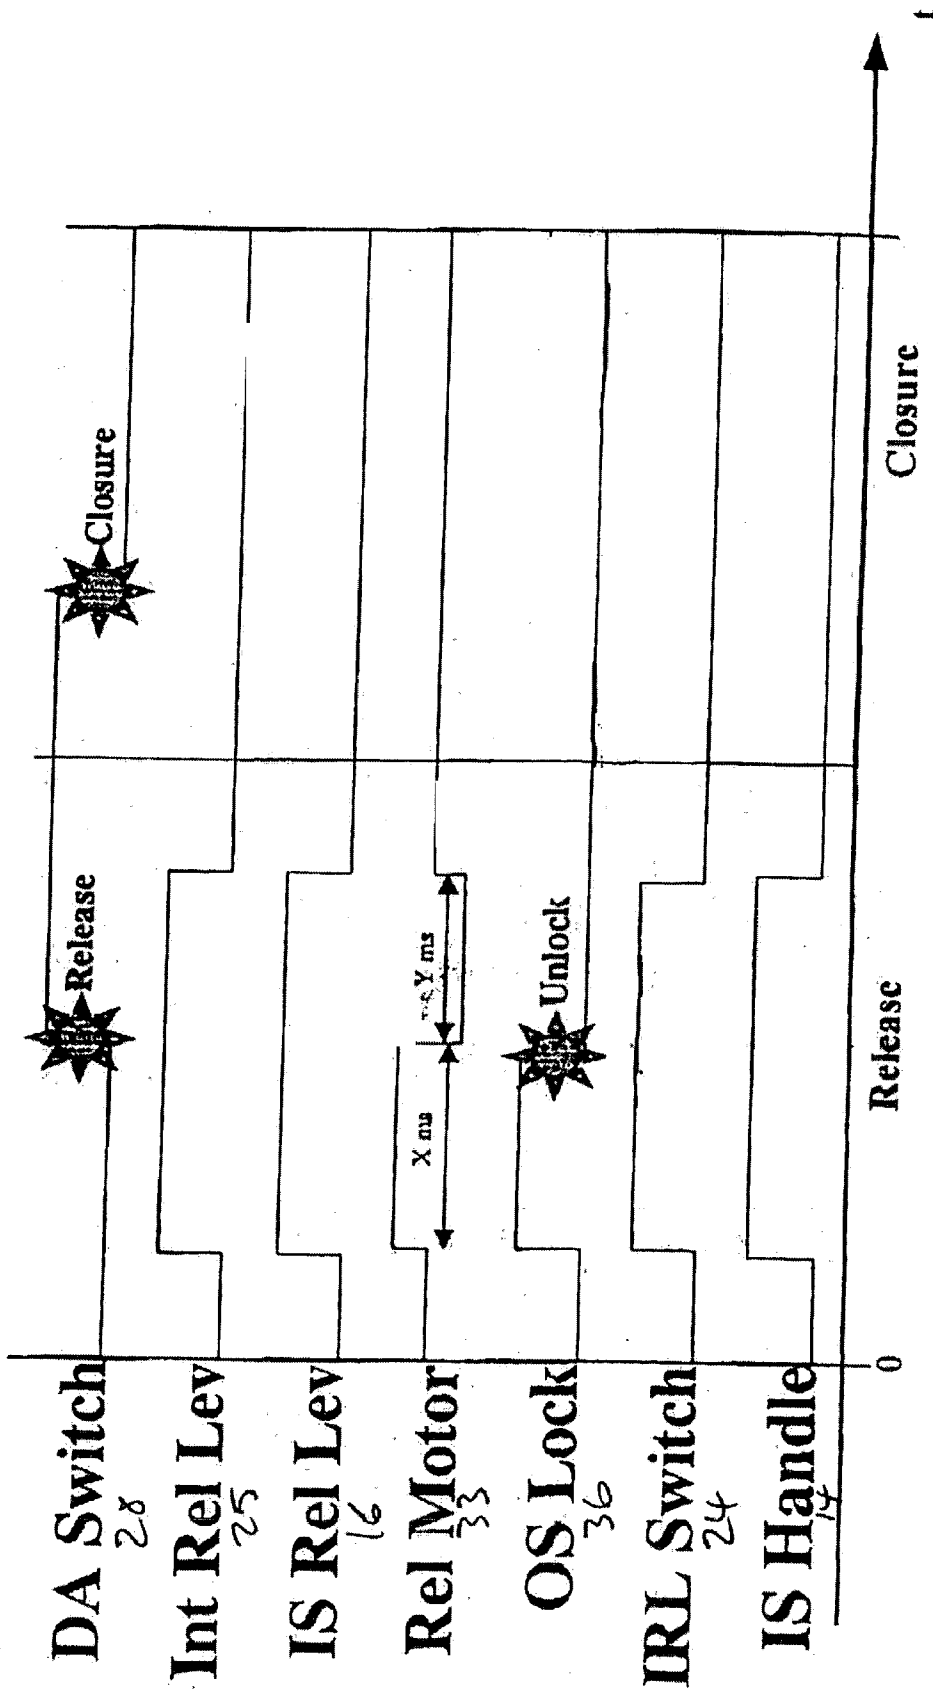 DA Switch
28
Release
Closure
Int Rel Lev
25
IS Rel Lev
16
Rel Motor
33
X ms
Y ms
OS Lock
36
Unlock
IRL Switch
24
IS Handle
14
0
Release
Closure
t